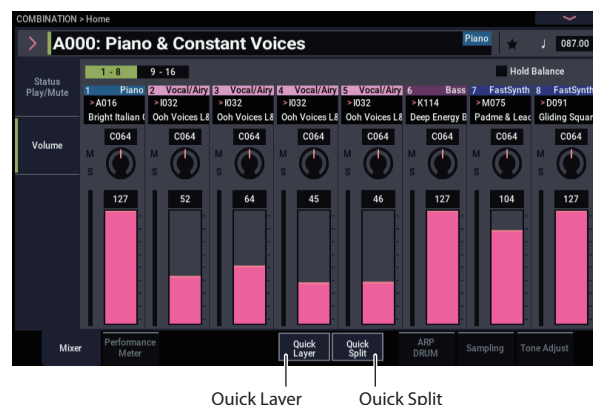 COMBINATION > Home
> A000: Piano & Constant Voices Piano ★ ♩ 087.00
1 - 8 9 - 16 Hold Balance
Status
Play/Mute
Volume
1 Piano 2 Vocal/Airy 3 Vocal/Airy 4 Vocal/Airy 5 Vocal/Airy 6 Bass 7 FastSynth 8 FastSynth
>A016 >I032 >I032 >I032 >I032 >K114 >M075 >D091
Bright Italian Ooh Voices L& Ooh Voices L& Ooh Voices L& Ooh Voices L& Deep Energy B Padme & Lead Gliding Squar
C064 C064 C064 C064 C064 C064 C064 C064
M M M M M M M M
S S S S S S S S
127 52 64 45 46 127 104 127
Mixer
Performance
Meter
Quick
Layer
Quick
Split
ARP
DRUM
Sampling
Tone Adjust
Quick Layer Quick Split